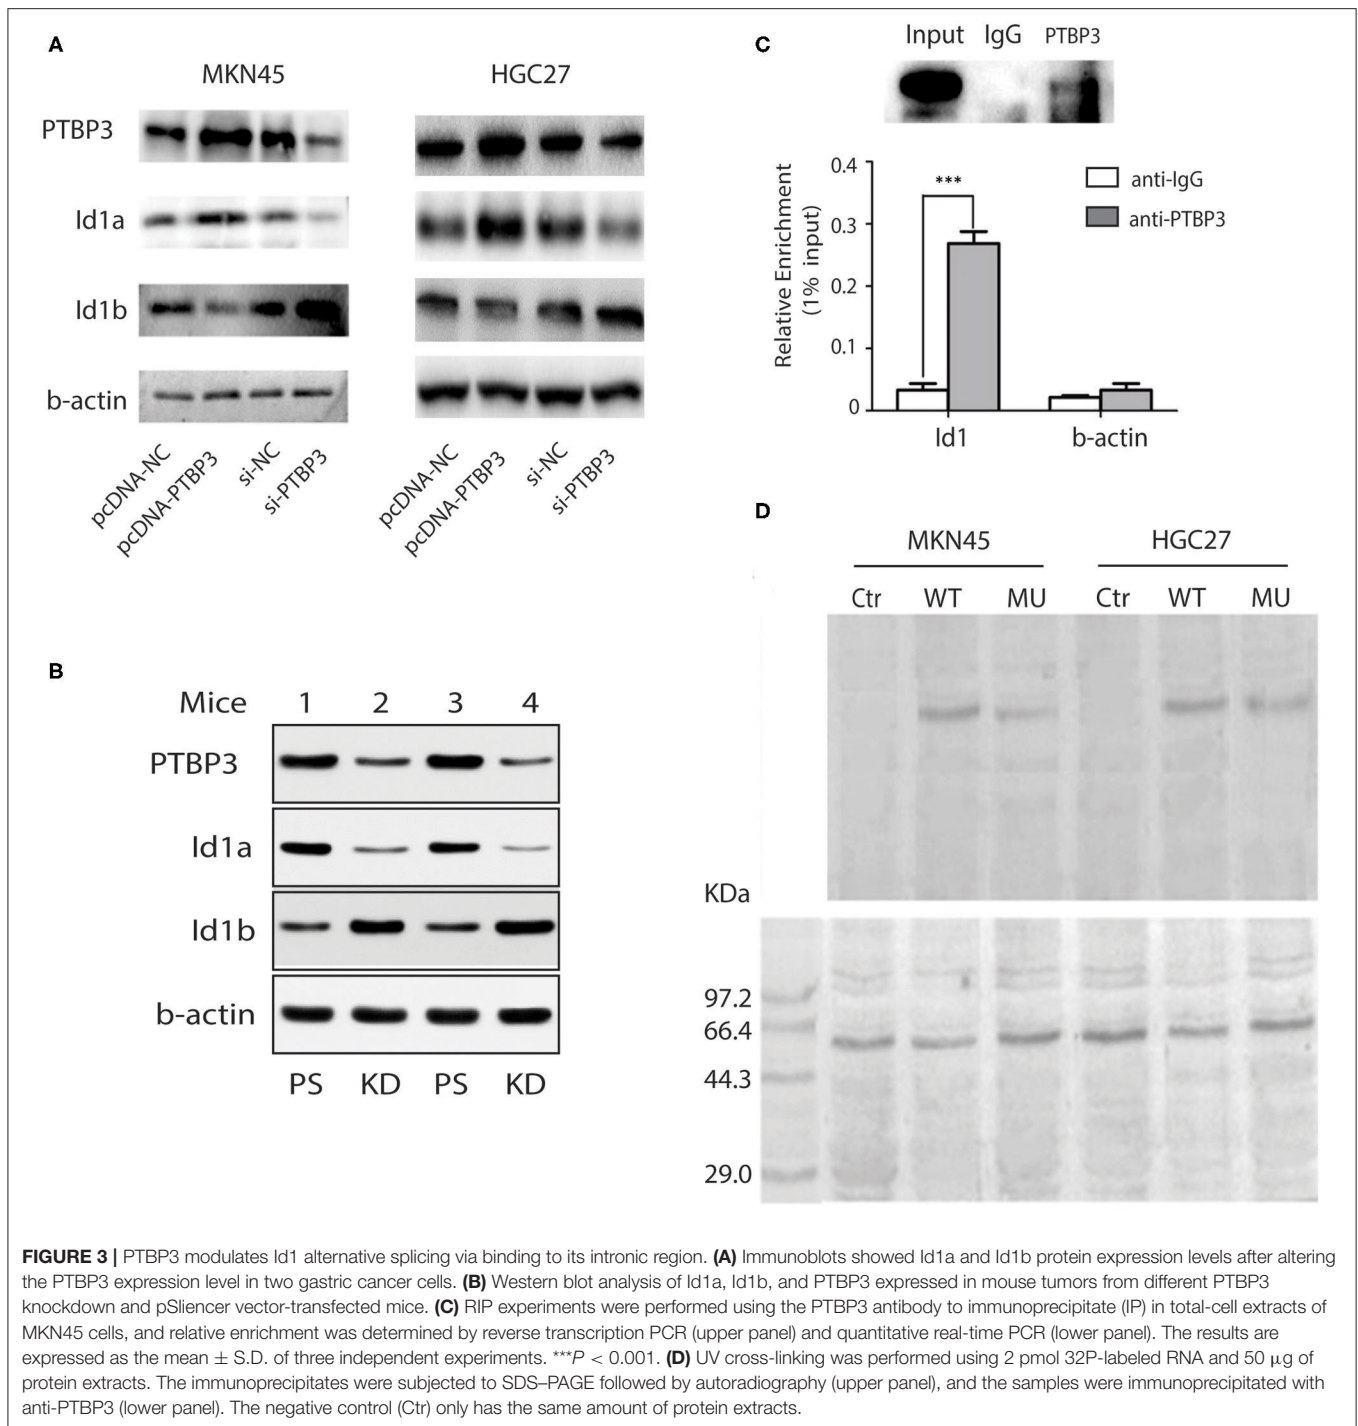 A
MKN45
HGC27
PTBP3
Id1a
Id1b
b-actin
pcDNA-NC
pcDNA-PTBP3
si-NC
si-PTBP3
pcDNA-NC
pcDNA-PTBP3
si-NC
si-PTBP3
B
Mice 1 2 3 4
PTBP3
Id1a
Id1b
b-actin
PS KD PS KD
C
Input IgG PTBP3
Relative Enrichment
(1% input)
0.4
0.3
0.2
0.1
0
***
anti-IgG
anti-PTBP3
Id1 b-actin
D
MKN45 HGC27
Ctr WT MU Ctr WT MU
KDa
97.2
66.4
44.3
29.0
FIGURE 3 | PTBP3 modulates Id1 alternative splicing via binding to its intronic region. (A) Immunoblots showed Id1a and Id1b protein expression levels after altering
the PTBP3 expression level in two gastric cancer cells. (B) Western blot analysis of Id1a, Id1b, and PTBP3 expressed in mouse tumors from different PTBP3
knockdown and pSliencer vector-transfected mice. (C) RIP experiments were performed using the PTBP3 antibody to immunoprecipitate (IP) in total-cell extracts of
MKN45 cells, and relative enrichment was determined by reverse transcription PCR (upper panel) and quantitative real-time PCR (lower panel). The results are
expressed as the mean ± S.D. of three independent experiments. ***P < 0.001. (D) UV cross-linking was performed using 2 pmol 32P-labeled RNA and 50 μg of
protein extracts. The immunoprecipitates were subjected to SDS–PAGE followed by autoradiography (upper panel), and the samples were immunoprecipitated with
anti-PTBP3 (lower panel). The negative control (Ctr) only has the same amount of protein extracts.